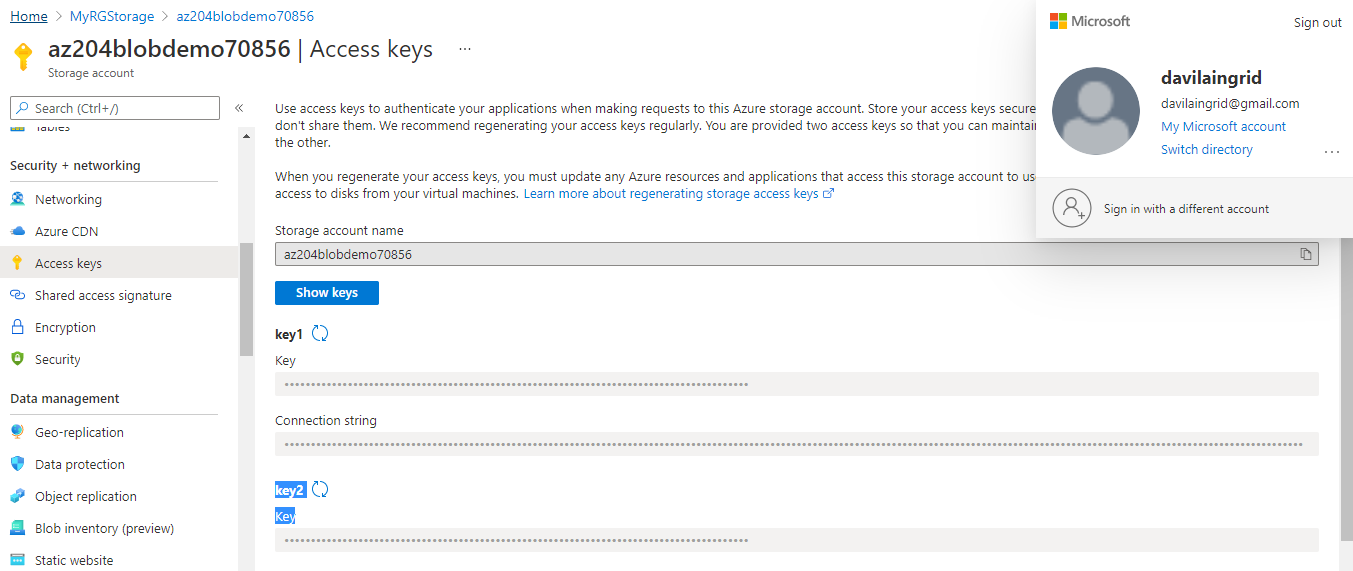 Home > MyRGStorage > az204blobdemo70856
az204blobdemo70856 | Access keys ...
Storage account
Search (Ctrl+/) «
Tables
Security + networking
Networking
Azure CDN
Access keys
Shared access signature
Encryption
Security
Data management
Geo-replication
Data protection
Object replication
Blob inventory (preview)
Static website
Use access keys to authenticate your applications when making requests to this Azure storage account. Store your access keys secure
don't share them. We recommend regenerating your access keys regularly. You are provided two access keys so that you can maintain
the other.
When you regenerate your access keys, you must update any Azure resources and applications that access this storage account to us
access to disks from your virtual machines. Learn more about regenerating storage access keys
Storage account name
az204blobdemo70856
Show keys
key1
Key
Connection string
key2
Key
Microsoft
Sign out
davilaingrid
davilaingrid@gmail.com
My Microsoft account
Switch directory
...
Sign in with a different account